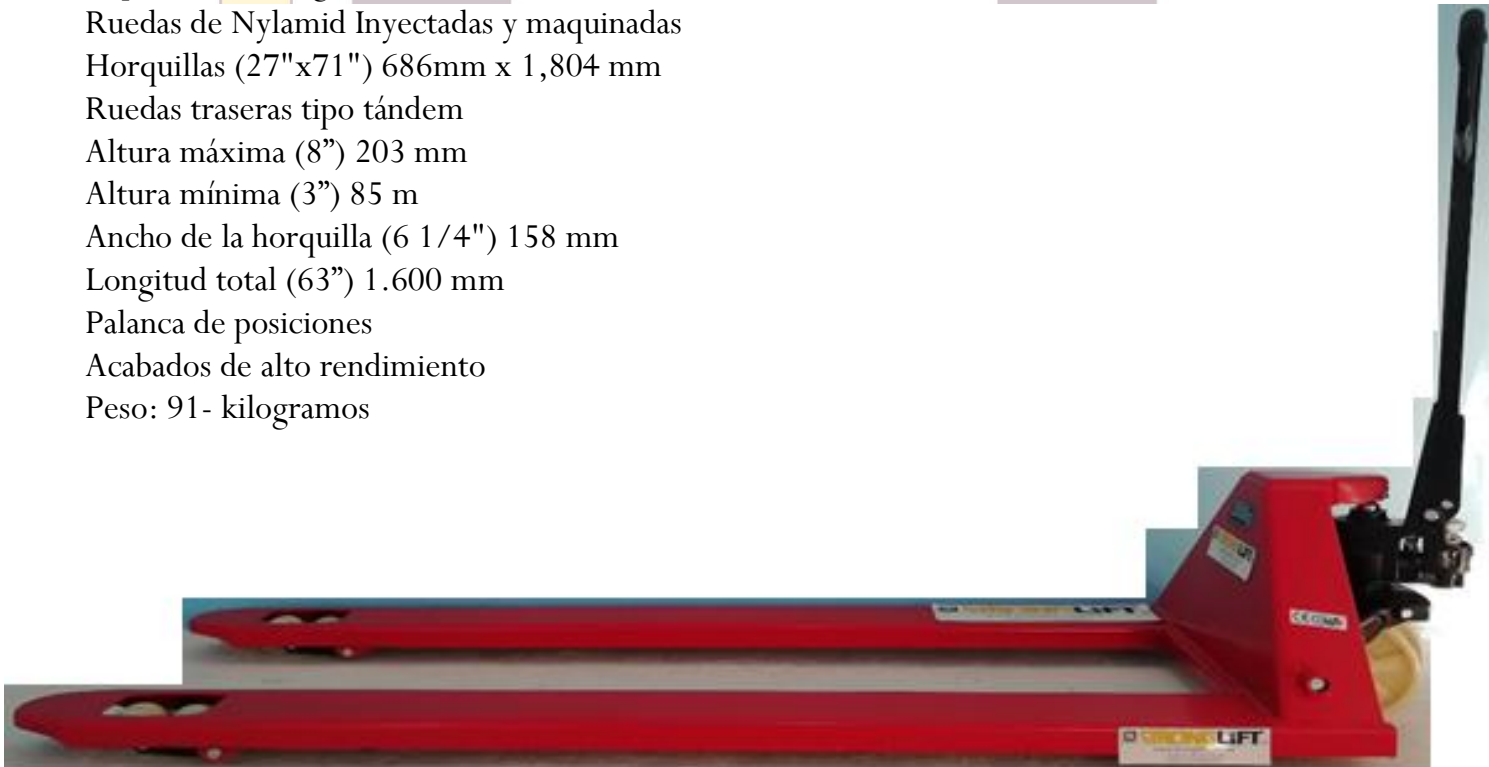 Ruedas de Nylamid Inyectadas y maquinadas
Horquillas (27"x71") 686mm x 1,804 mm
Ruedas traseras tipo tándem
Altura máxima (8”) 203 mm
Altura mínima (3”) 85 m
Ancho de la horquilla (6 1/4") 158 mm
Longitud total (63”) 1.600 mm
Palanca de posiciones
Acabados de alto rendimiento
Peso: 91- kilogramos
LIFT
LIFT